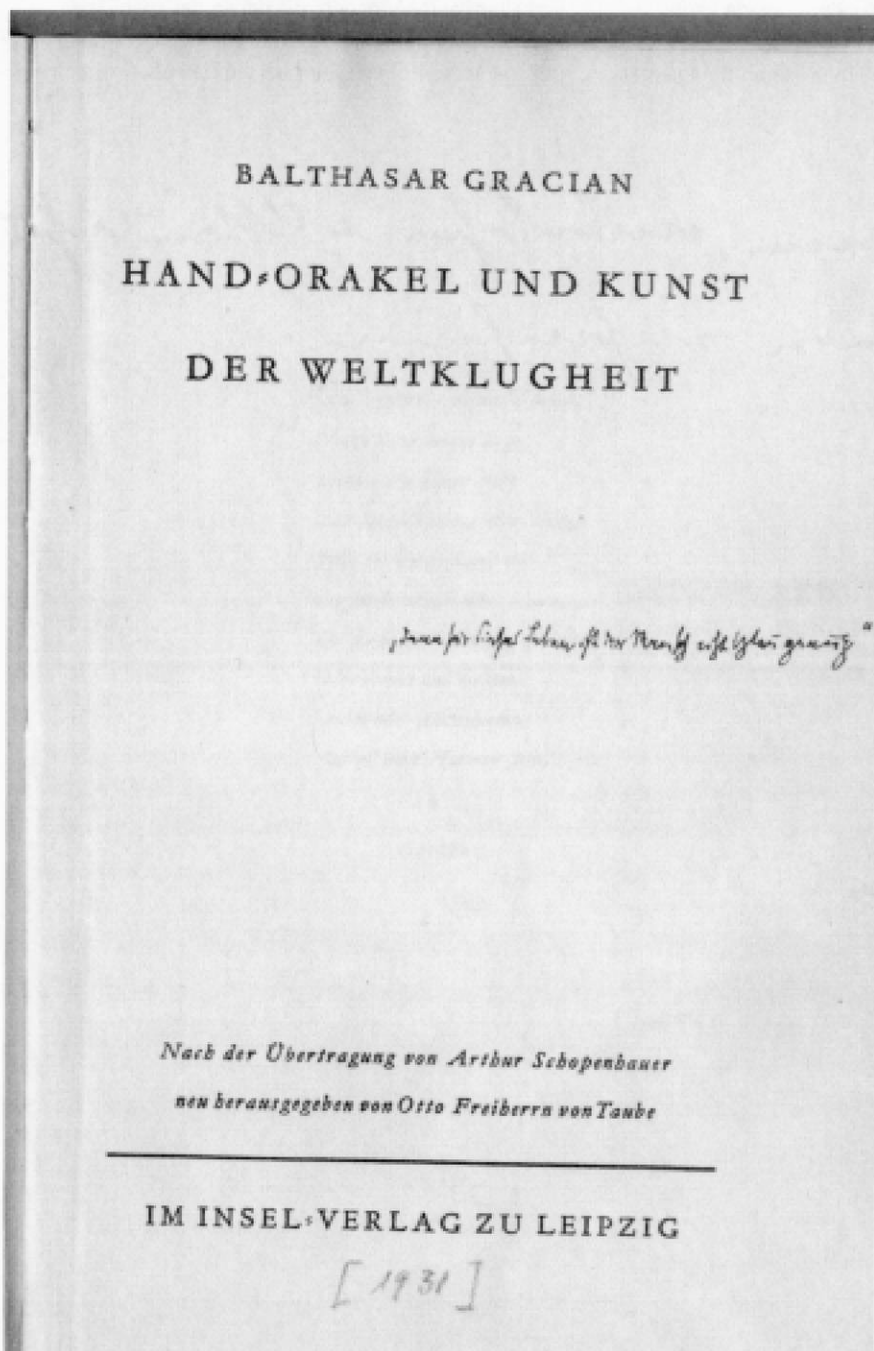 BALTHASAR GRACIAN
HAND-ORAKEL UND KUNST
DER WELTKLUGHEIT
„Denn für dieses Leben ist der Mensch nicht schlau genug“
Nach der Übertragung von Arthur Schopenhauer
neu herausgegeben von Otto Freiherrn von Taube
IM INSEL-VERLAG ZU LEIPZIG
[1931]